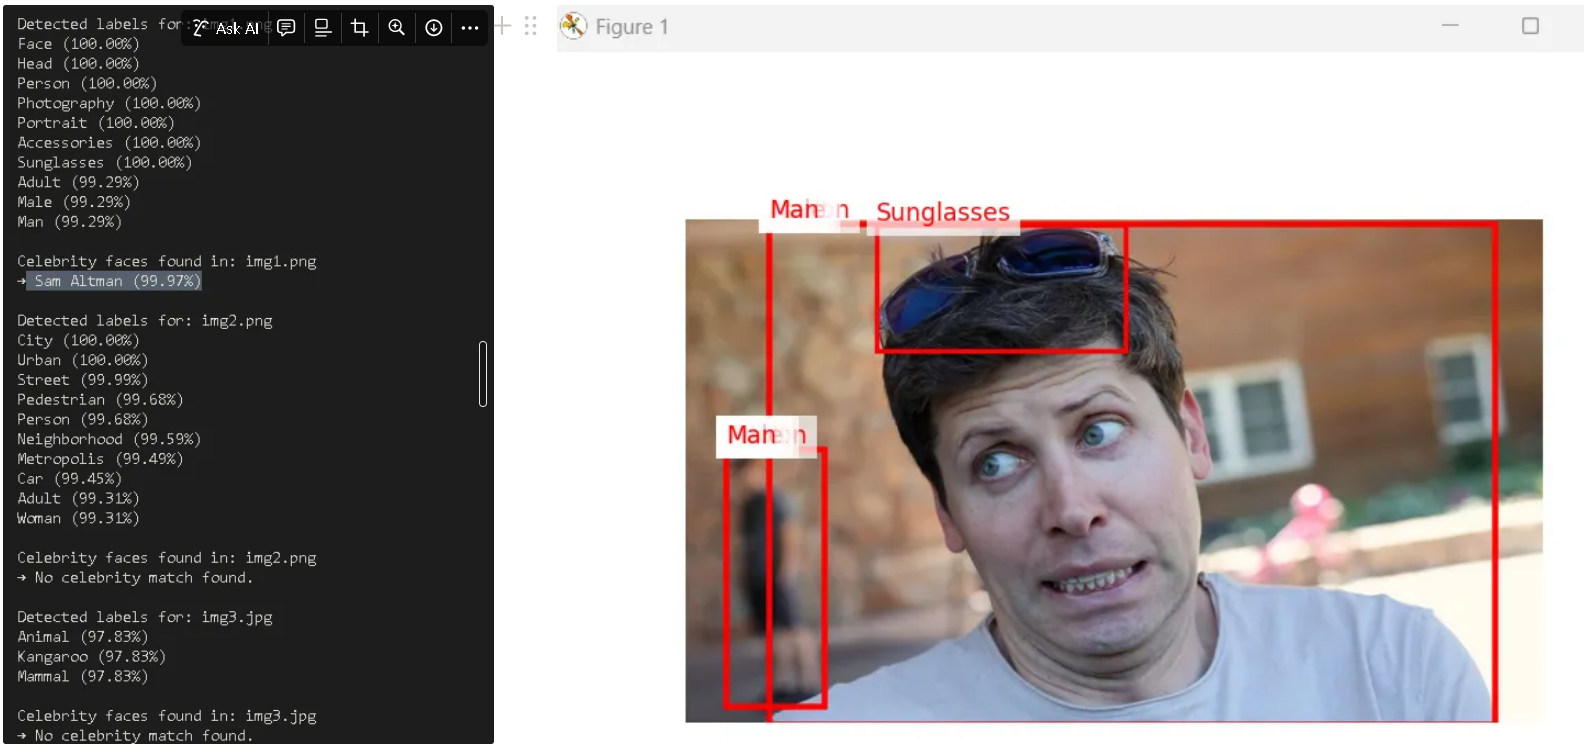 Detected labels for: img1.png
Ask AI
Face (100.00%)
Head (100.00%)
Person (100.00%)
Photography (100.00%)
Portrait (100.00%)
Accessories (100.00%)
Sunglasses (100.00%)
Adult (99.29%)
Male (99.29%)
Man (99.29%)
Celebrity faces found in: img1.png
→ Sam Altman (99.97%)
Detected labels for: img2.png
City (100.00%)
Urban (100.00%)
Street (99.99%)
Pedestrian (99.68%)
Person (99.68%)
Neighborhood (99.59%)
Metropolis (99.49%)
Car (99.45%)
Adult (99.31%)
Woman (99.31%)
Celebrity faces found in: img2.png
→ No celebrity match found.
Detected labels for: img3.jpg
Animal (97.83%)
Kangaroo (97.83%)
Mammal (97.83%)
Celebrity faces found in: img3.jpg
→ No celebrity match found.
Figure 1
Sunglasses